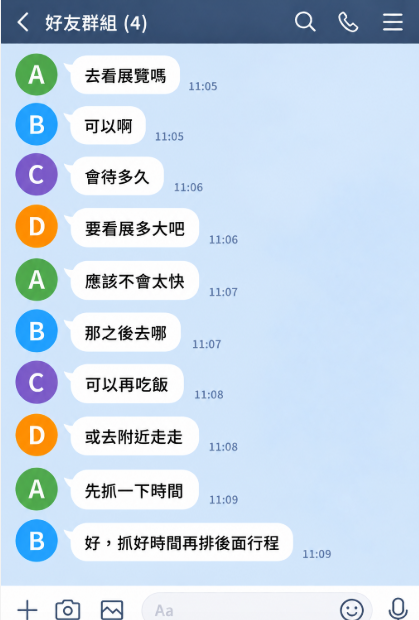 好友群組 (4)
A
去看展覽嗎
11:05
B
可以啊
11:05
C
會待多久
11:06
D
要看展多大吧
11:06
A
應該不會太快
11:07
B
那之後去哪
11:07
C
可以再吃飯
11:08
D
或去附近走走
11:08
A
先抓一下時間
11:09
B
好，抓好時間再排後面行程
11:09
Aa